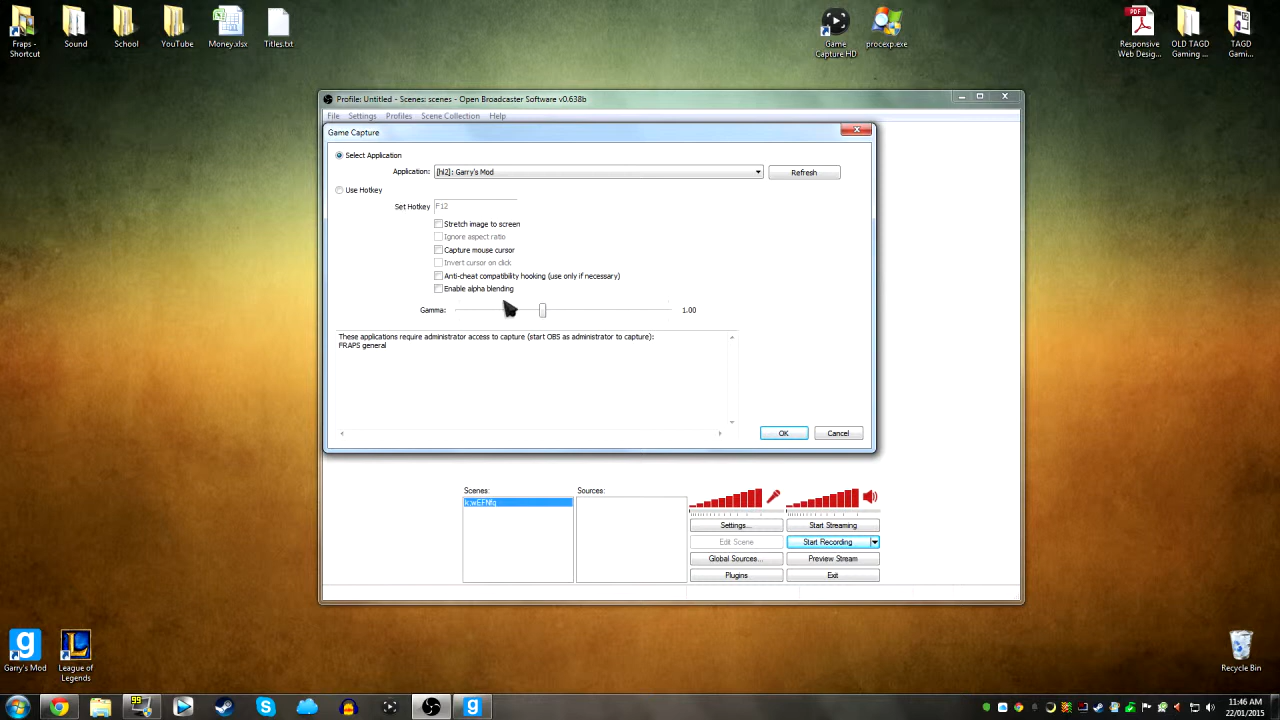 Fraps -
Shortcut
Sound
School
YouTube
Money.xlsx
Titles.txt
Game
Capture HD
procexp.exe
Responsive
Web Desig...
OLD TAGD
Gaming ...
TAGD
Gami...
Profile: Untitled - Scenes: scenes - Open Broadcaster Software v0.638b
File Settings Profiles Scene Collection Help
Game Capture
Select Application
Application: [hl2]: Garry's Mod Refresh
Use Hotkey
Set Hotkey F12
Stretch image to screen
Ignore aspect ratio
Capture mouse cursor
Invert cursor on click
Anti-cheat compatibility hooking (use only if necessary)
Enable alpha blending
Gamma: 1.00
These applications require administrator access to capture (start OBS as administrator to capture):
FRAPS general
OK Cancel
Scenes: Sources:
Settings... Start Streaming
Edit Scene Start Recording
Global Sources... Preview Stream
Plugins Exit
Garry's Mod
League of
Legends
Recycle Bin
99
11:46 AM
22/01/2015